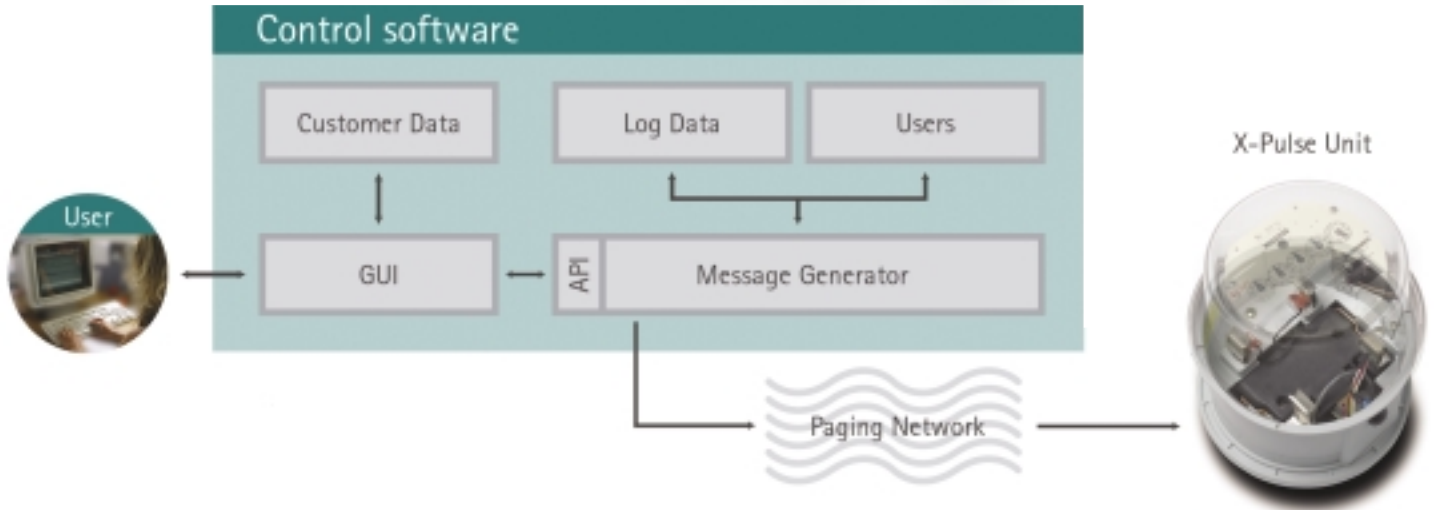 Control software
Customer Data
Log Data
Users
X-Pulse Unit
User
GUI
API
Message Generator
Paging Network